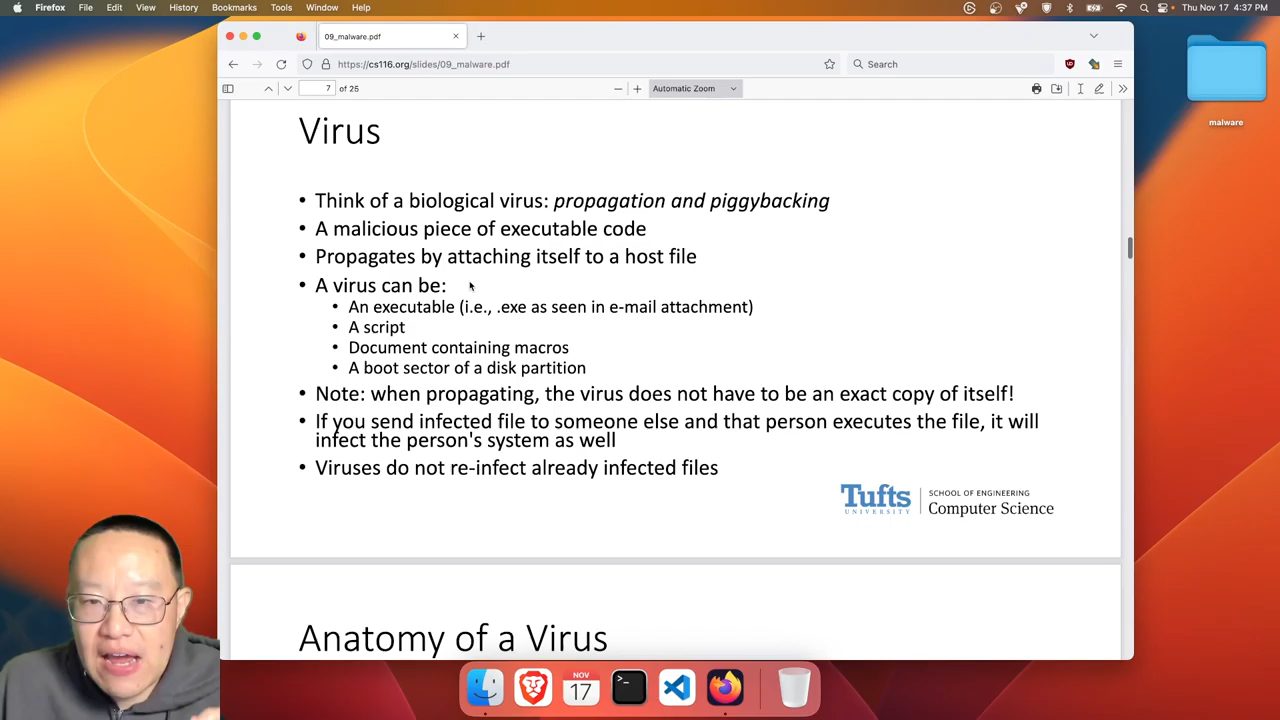 Firefox File Edit View History Bookmarks Tools Window Help Thu Nov 17 4:37 PM
09_malware.pdf
https://cs116.org/slides/09_malware.pdf Search
7 of 25 Automatic Zoom
malware
Virus
• Think of a biological virus: propagation and piggybacking
• A malicious piece of executable code
• Propagates by attaching itself to a host file
• A virus can be:
• An executable (i.e., .exe as seen in e-mail attachment)
• A script
• Document containing macros
• A boot sector of a disk partition
• Note: when propagating, the virus does not have to be an exact copy of itself!
• If you send infected file to someone else and that person executes the file, it will
infect the person's system as well
• Viruses do not re-infect already infected files
Tufts
UNIVERSITY
SCHOOL OF ENGINEERING
Computer Science
Anatomy of a Virus
NOV
17